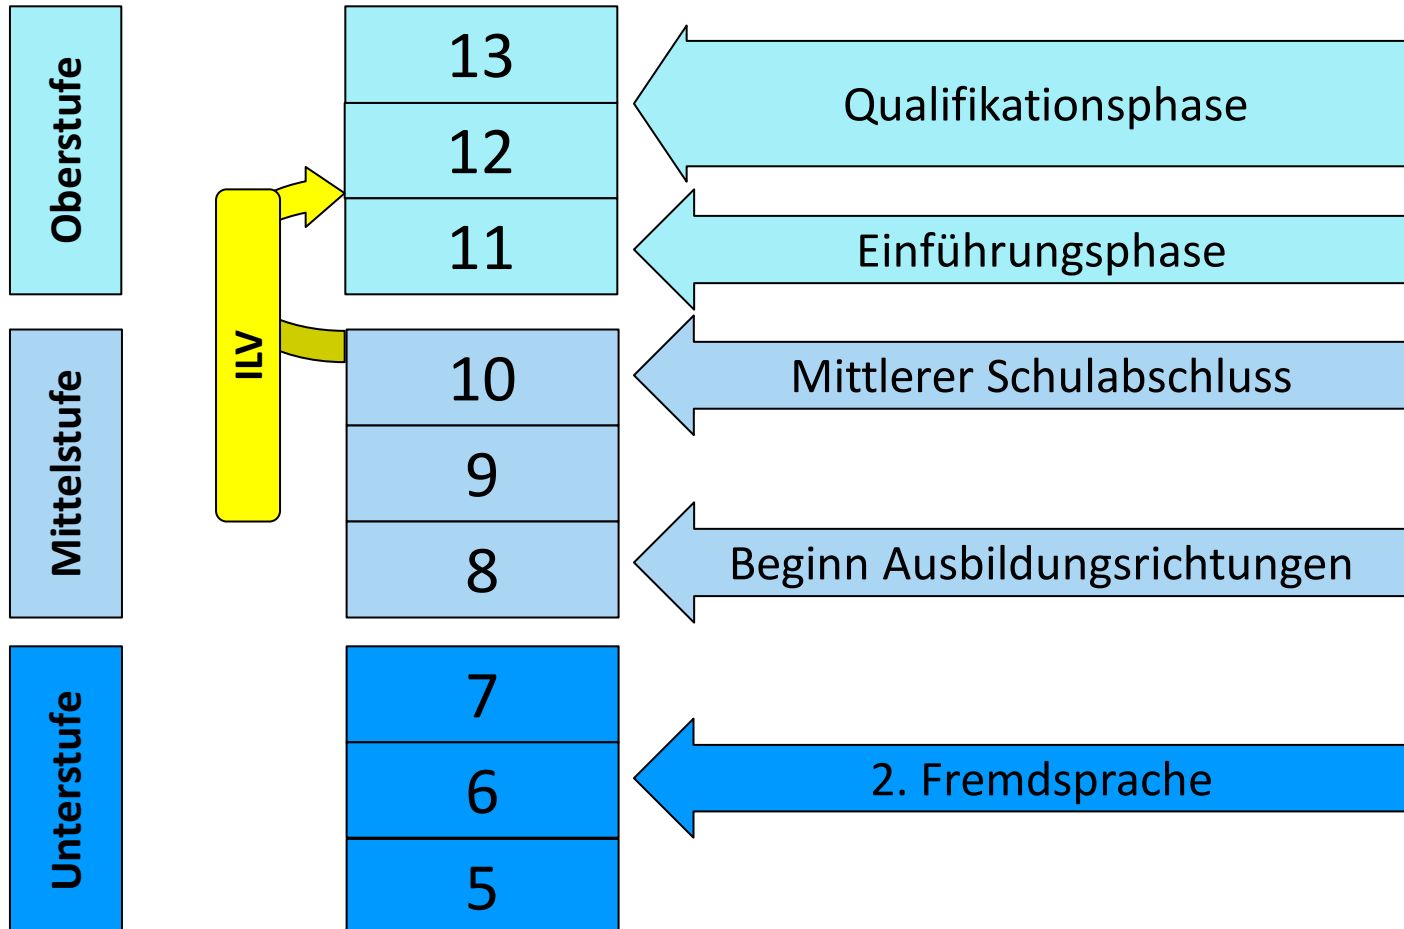 Oberstufe
13
12
11
Qualifikationsphase
Einführungsphase
ILV
Mittelstufe
10
9
8
Mittlerer Schulabschluss
Beginn Ausbildungsrichtungen
Unterstufe
7
6
5
2. Fremdsprache